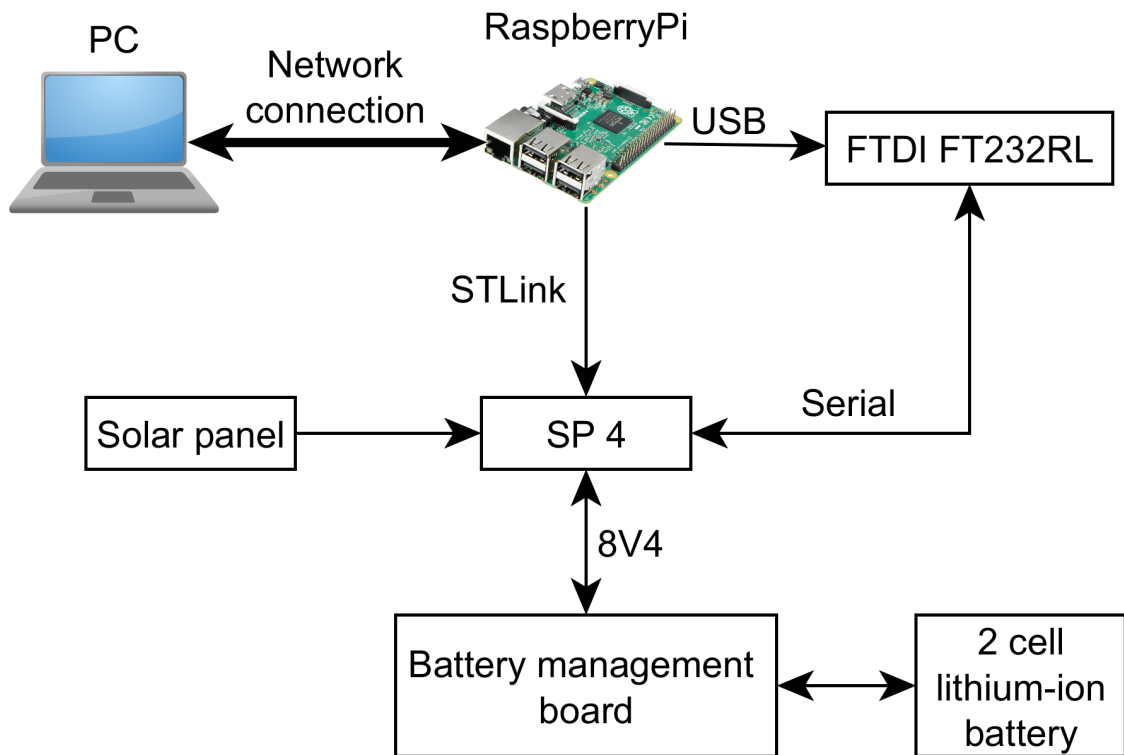 PC
RaspberryPi
Network
connection
USB
FTDI FT232RL
STLink
Solar panel
SP 4
Serial
8V4
Battery management
board
2 cell
lithium-ion
battery